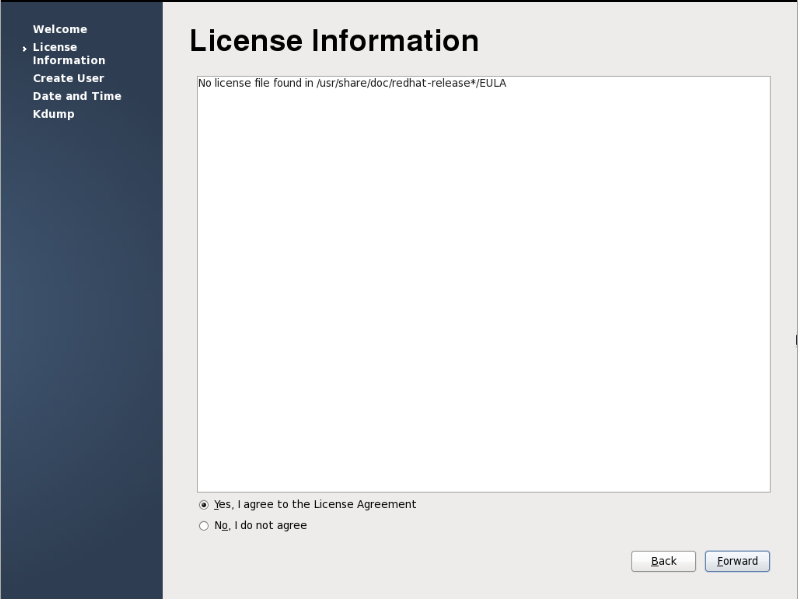 Welcome
License
Information
Create User
Date and Time
Kdump
License Information
No license file found in /usr/share/doc/redhat-release*/EULA
Yes, I agree to the License Agreement
No, I do not agree
Back
Forward